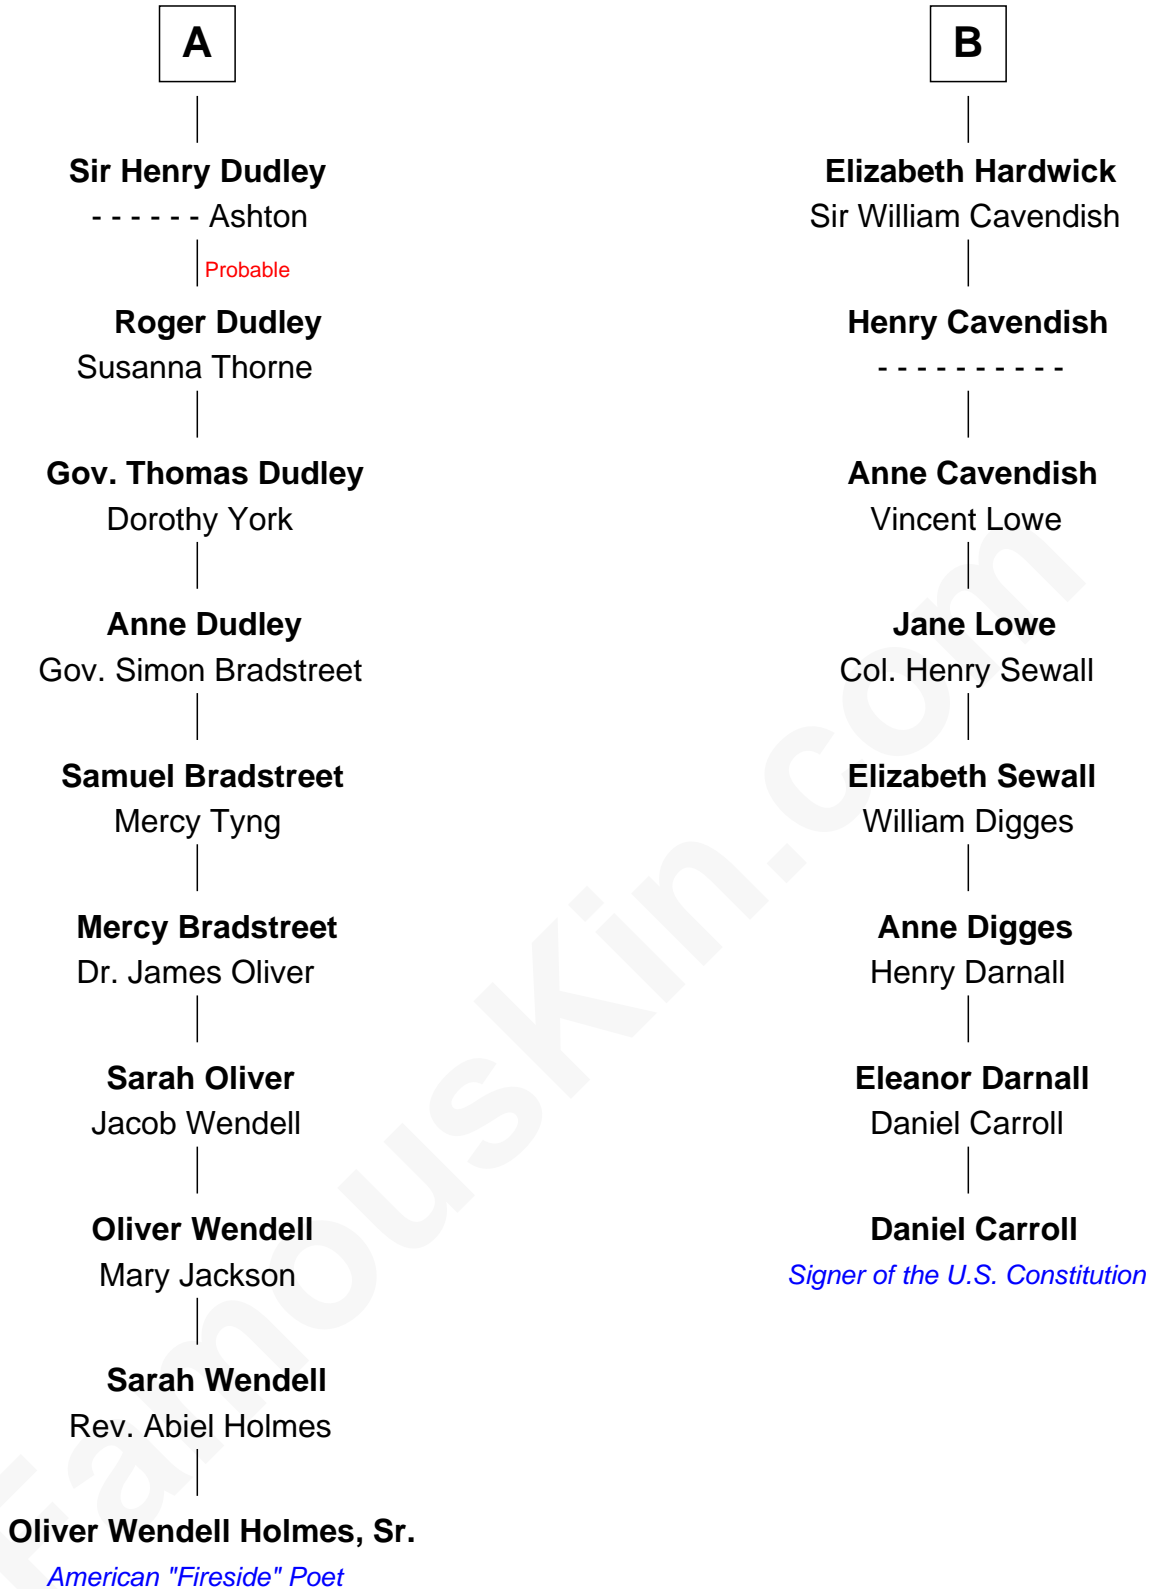 A
Sir Henry Dudley
- - - - - - Ashton
Probable
Roger Dudley
Susanna Thorne
Gov. Thomas Dudley
Dorothy York
Anne Dudley
Gov. Simon Bradstreet
Samuel Bradstreet
Mercy Tyng
Mercy Bradstreet
Dr. James Oliver
Sarah Oliver
Jacob Wendell
Oliver Wendell
Mary Jackson
Sarah Wendell
Rev. Abiel Holmes
Oliver Wendell Holmes, Sr.
American "Fireside" Poet
B
Elizabeth Hardwick
Sir William Cavendish
Henry Cavendish
- - - - - - - - - -
Anne Cavendish
Vincent Lowe
Jane Lowe
Col. Henry Sewall
Elizabeth Sewall
William Digges
Anne Digges
Henry Darnall
Eleanor Darnall
Daniel Carroll
Daniel Carroll
Signer of the U.S. Constitution
FamousKin.com